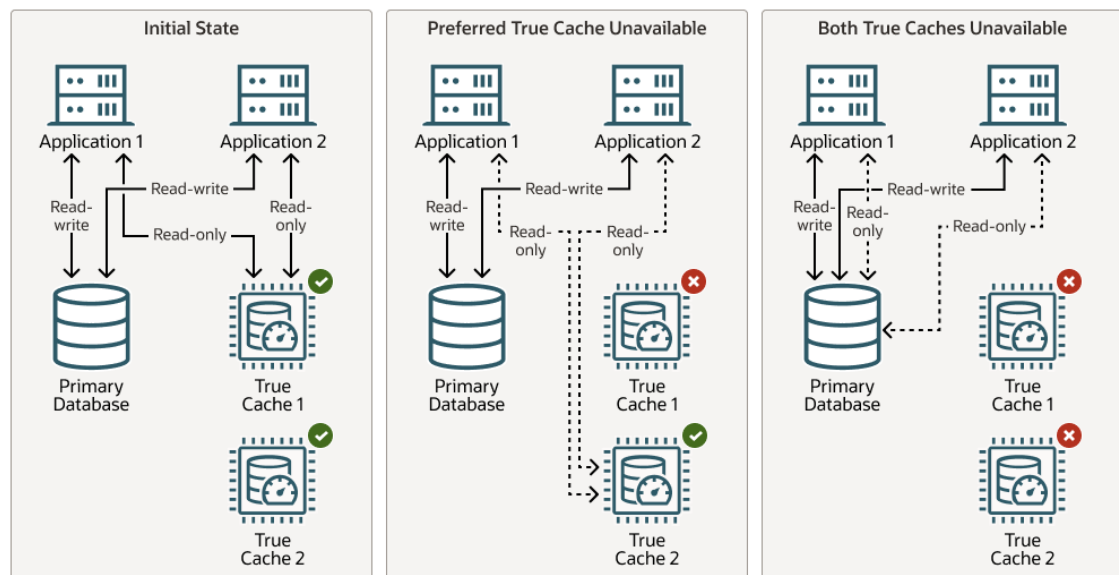 Initial State
Application 1
Application 2
Read-write
Read-
write
Read-
only
Read-only
Primary
Database
True
Cache 1
True
Cache 2
Preferred True Cache Unavailable
Application 1
Application 2
Read-write
Read-
write
Read-
only
Read-
only
Primary
Database
True
Cache 1
True
Cache 2
Both True Caches Unavailable
Application 1
Application 2
Read-write
Read-
write
Read-
only
Read-only
Primary
Database
True
Cache 1
True
Cache 2